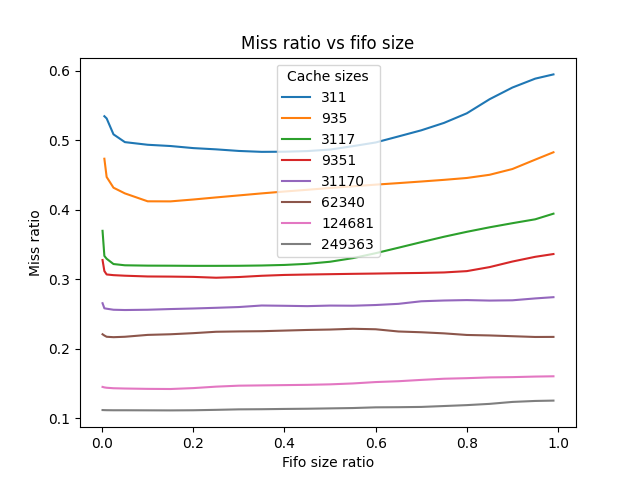 Miss ratio vs fifo size
Cache sizes
311
935
3117
9351
31170
62340
124681
249363
Miss ratio
0.6
0.5
0.4
0.3
0.2
0.1
0.0 0.2 0.4 0.6 0.8 1.0
Fifo size ratio